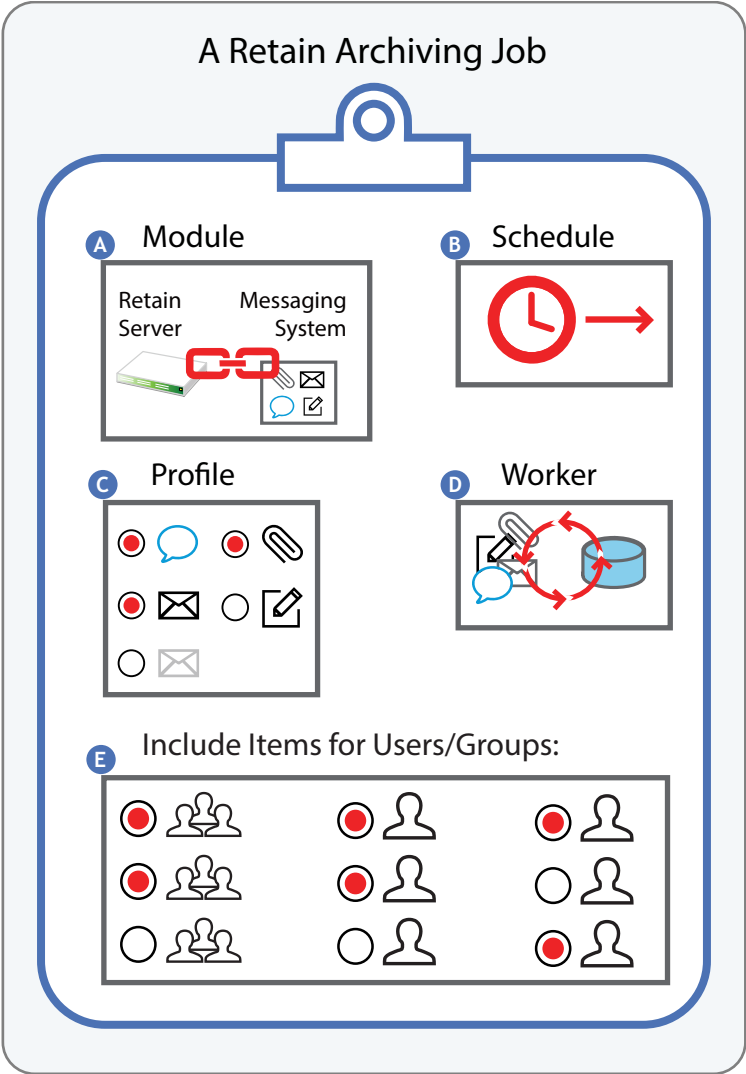 A Retain Archiving Job
A Module
Retain Server
Messaging System
B Schedule
C Profile
D Worker
E Include Items for Users/Groups: